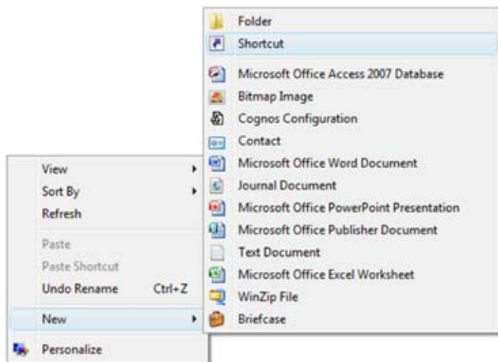 Folder
Shortcut
Microsoft Office Access 2007 Database
Bitmap Image
Cognos Configuration
Contact
Microsoft Office Word Document
Journal Document
Microsoft Office PowerPoint Presentation
Microsoft Office Publisher Document
Text Document
Microsoft Office Excel Worksheet
WinZip File
Briefcase
View
Sort By
Refresh
Paste
Paste Shortcut
Undo Rename Ctrl+Z
New
Personalize